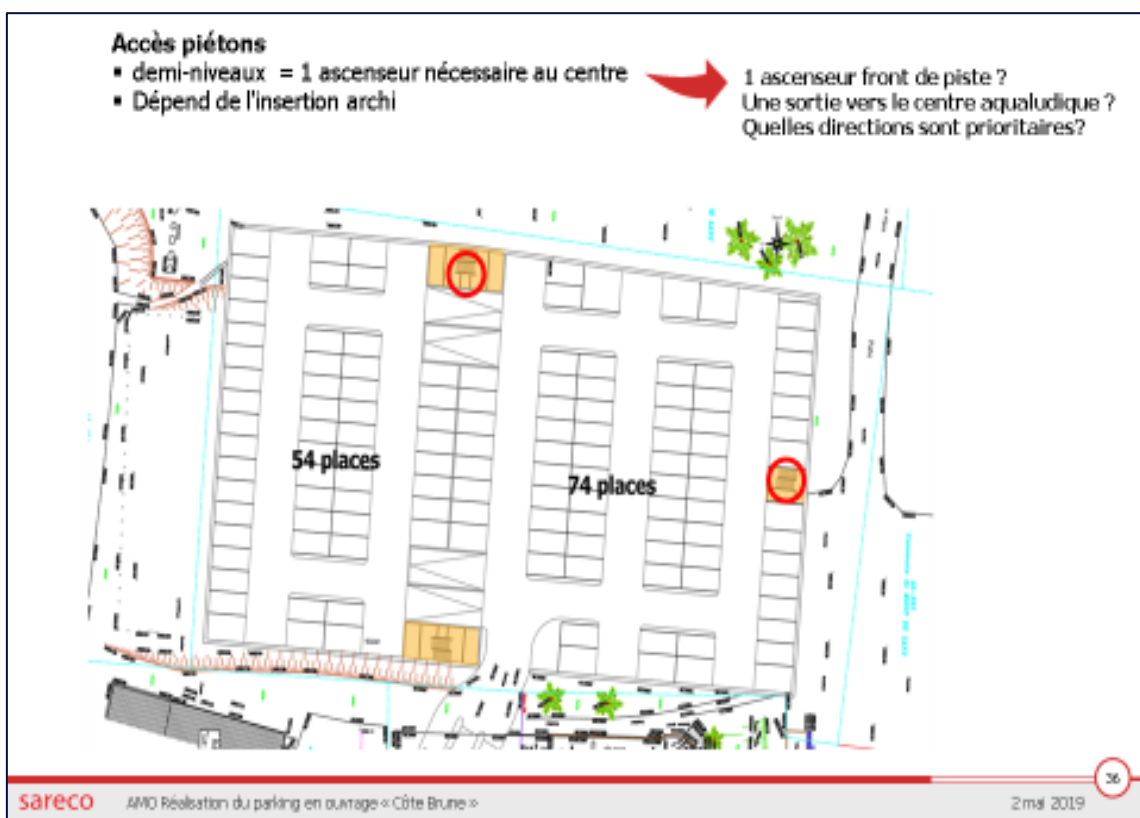 Accès piétons
▪ demi-niveaux = 1 ascenseur nécessaire au centre
▪ Dépend de l'insertion archi
1 ascenseur front de piste ?
Une sortie vers le centre aqualudique ?
Quelles directions sont prioritaires?
54 places
74 places
36
sareco
AMO Réalisation du parking en ouvrage « Côte Brune »
2 mai 2019